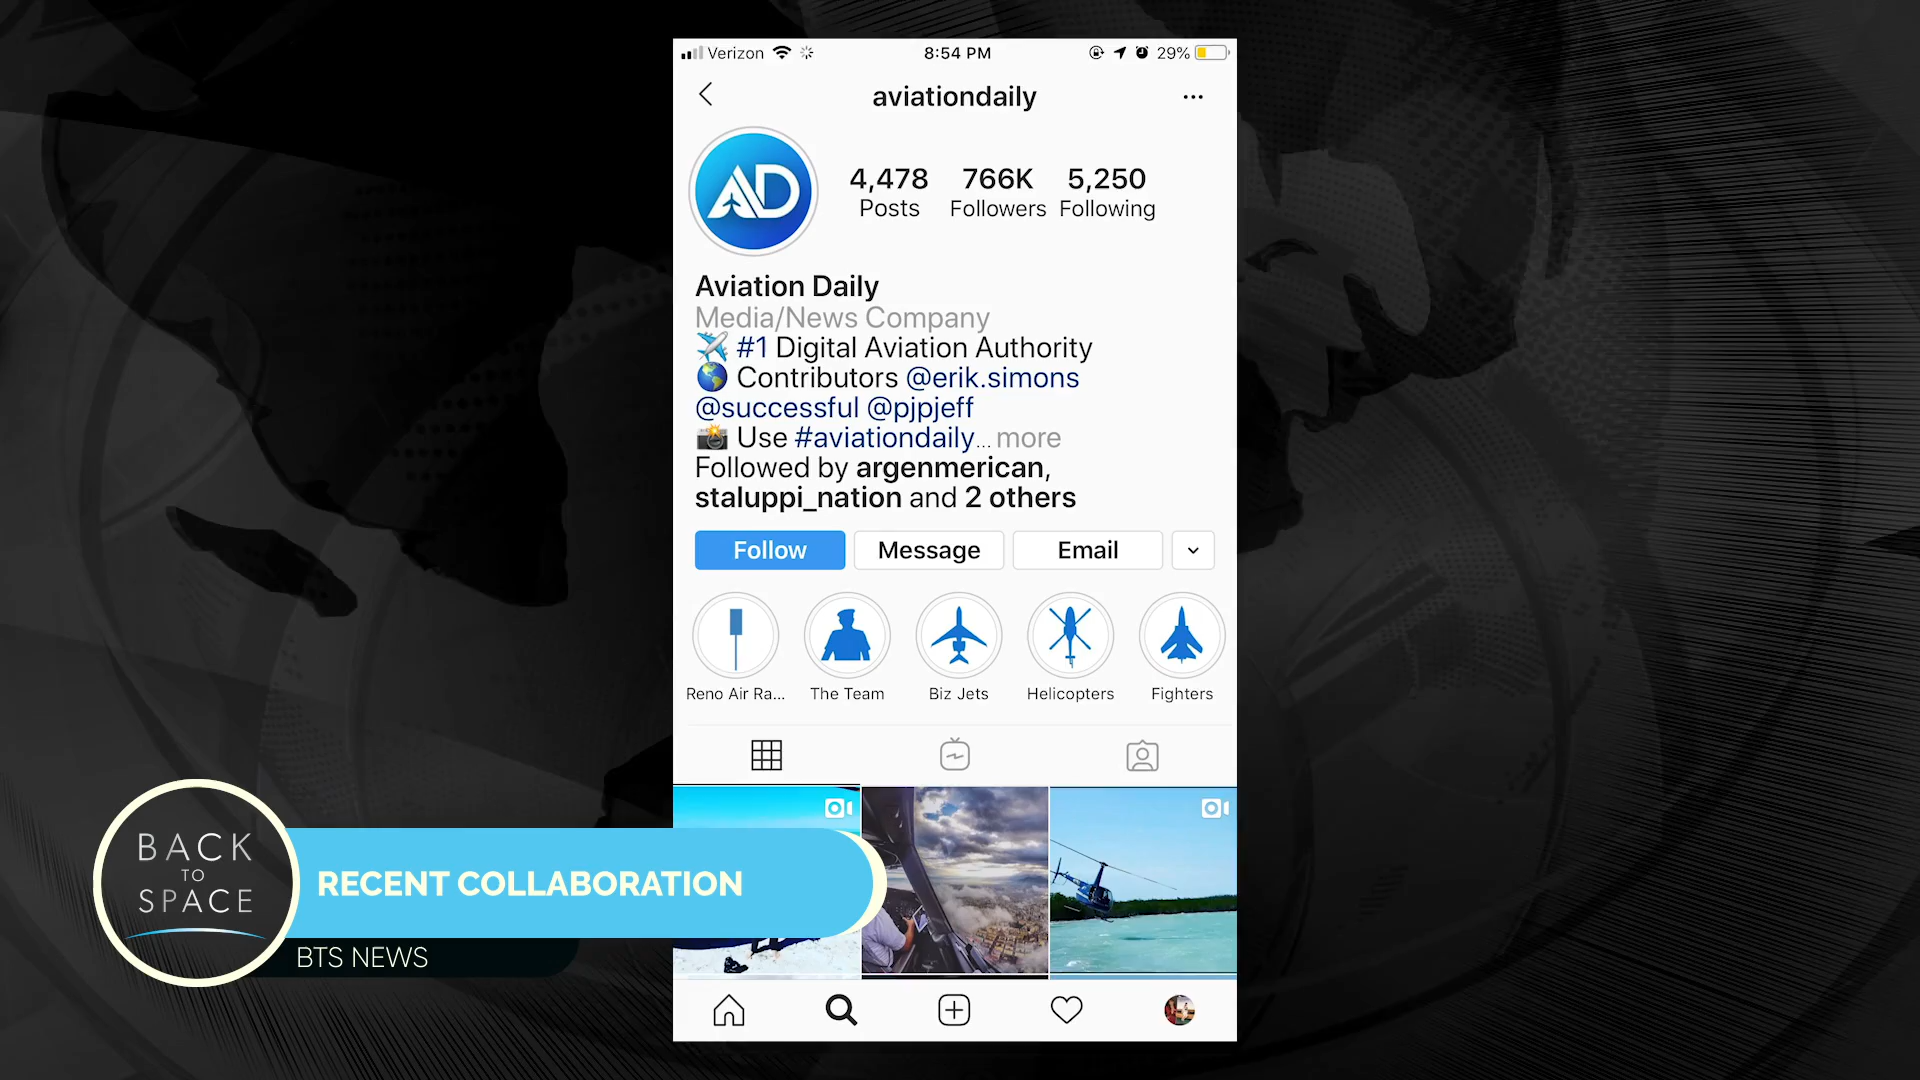 Verizon 8:54 PM 29%
aviationdaily
AD
4,478 766K 5,250
Posts Followers Following
Aviation Daily
Media/News Company
#1 Digital Aviation Authority
Contributors @erik.simons
@successful @pjpjeff
Use #aviationdaily... more
Followed by argenmerican,
staluppi_nation and 2 others
Follow Message Email
Reno Air Ra... The Team Biz Jets Helicopters Fighters
BACK
TO
SPACE
RECENT COLLABORATION
BTS NEWS